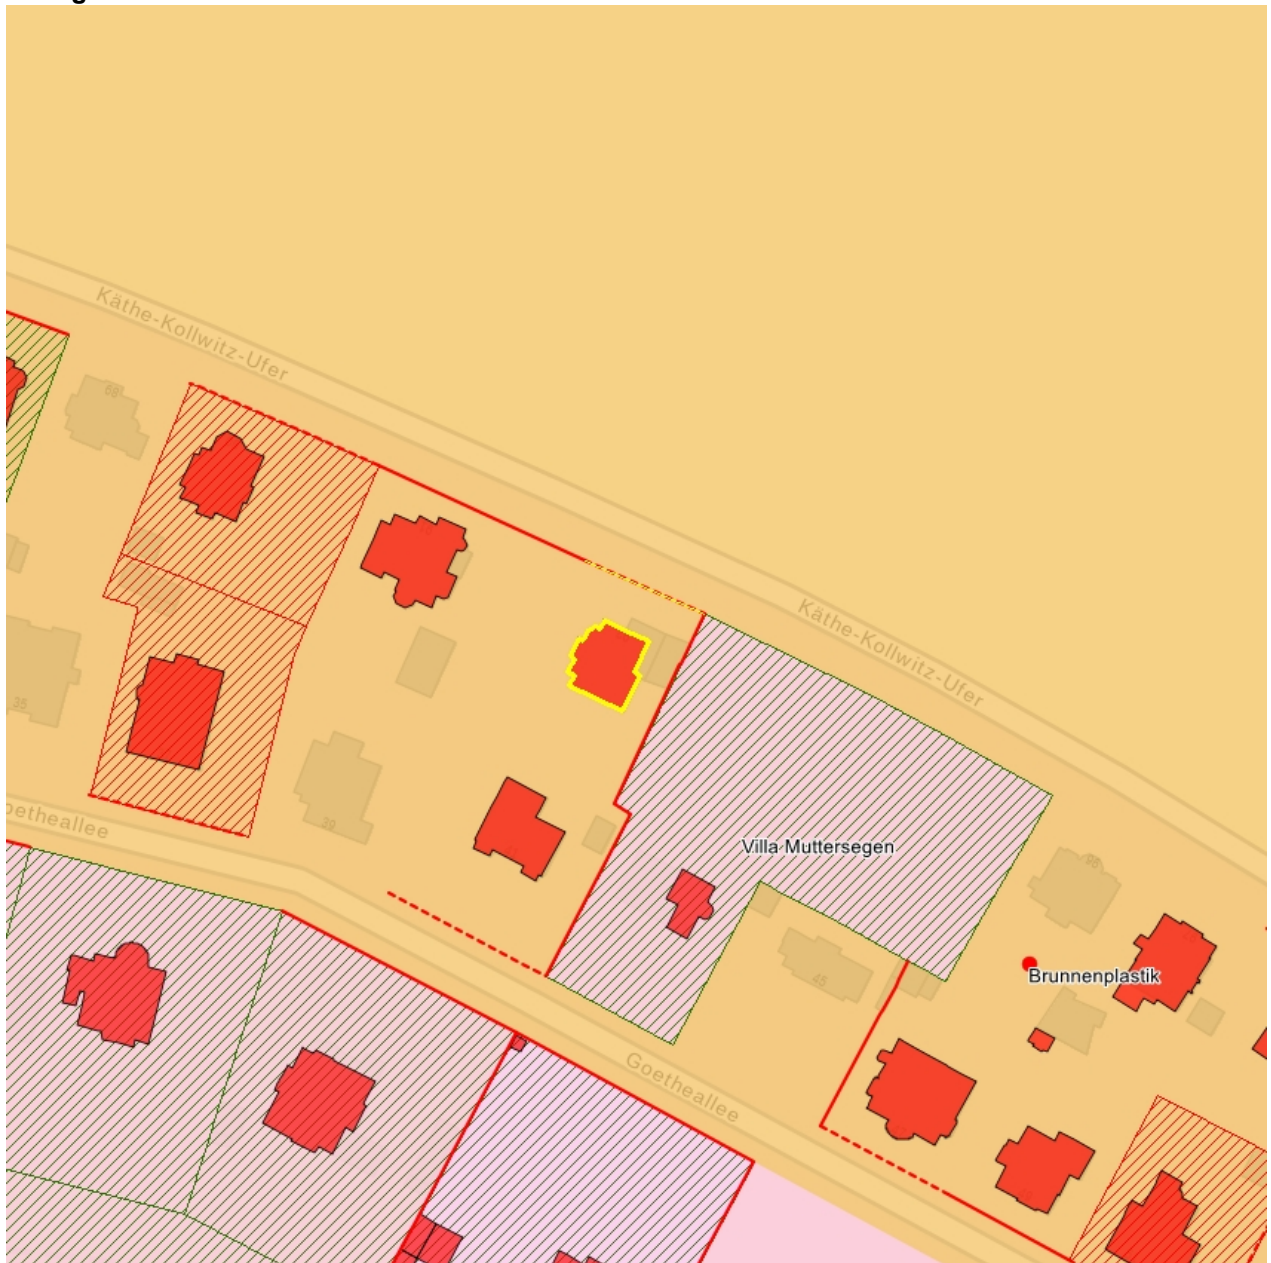 Käthe-Kollwitz-Ufer
68
35
39
Käthe-Kollwitz-Ufer
oetheallee
Villa Muttersegen
45
Brunnenplastik
Goetheallee